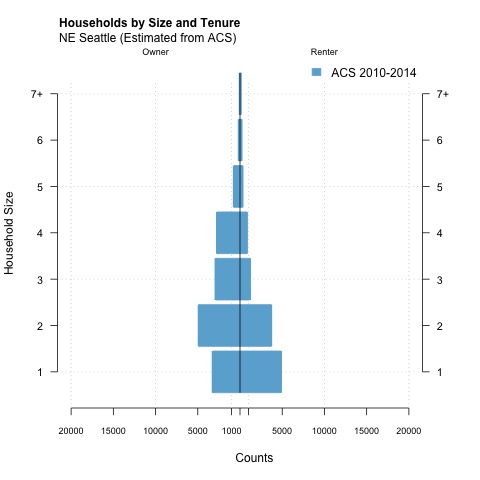 Households by Size and Tenure
NE Seattle (Estimated from ACS)
Owner Renter
ACS 2010-2014
7+ 7+
6 6
5 5
4 4
3 3
2 2
1 1
Household Size
20000 15000 10000 5000 1000 5000 10000 15000 20000
Counts